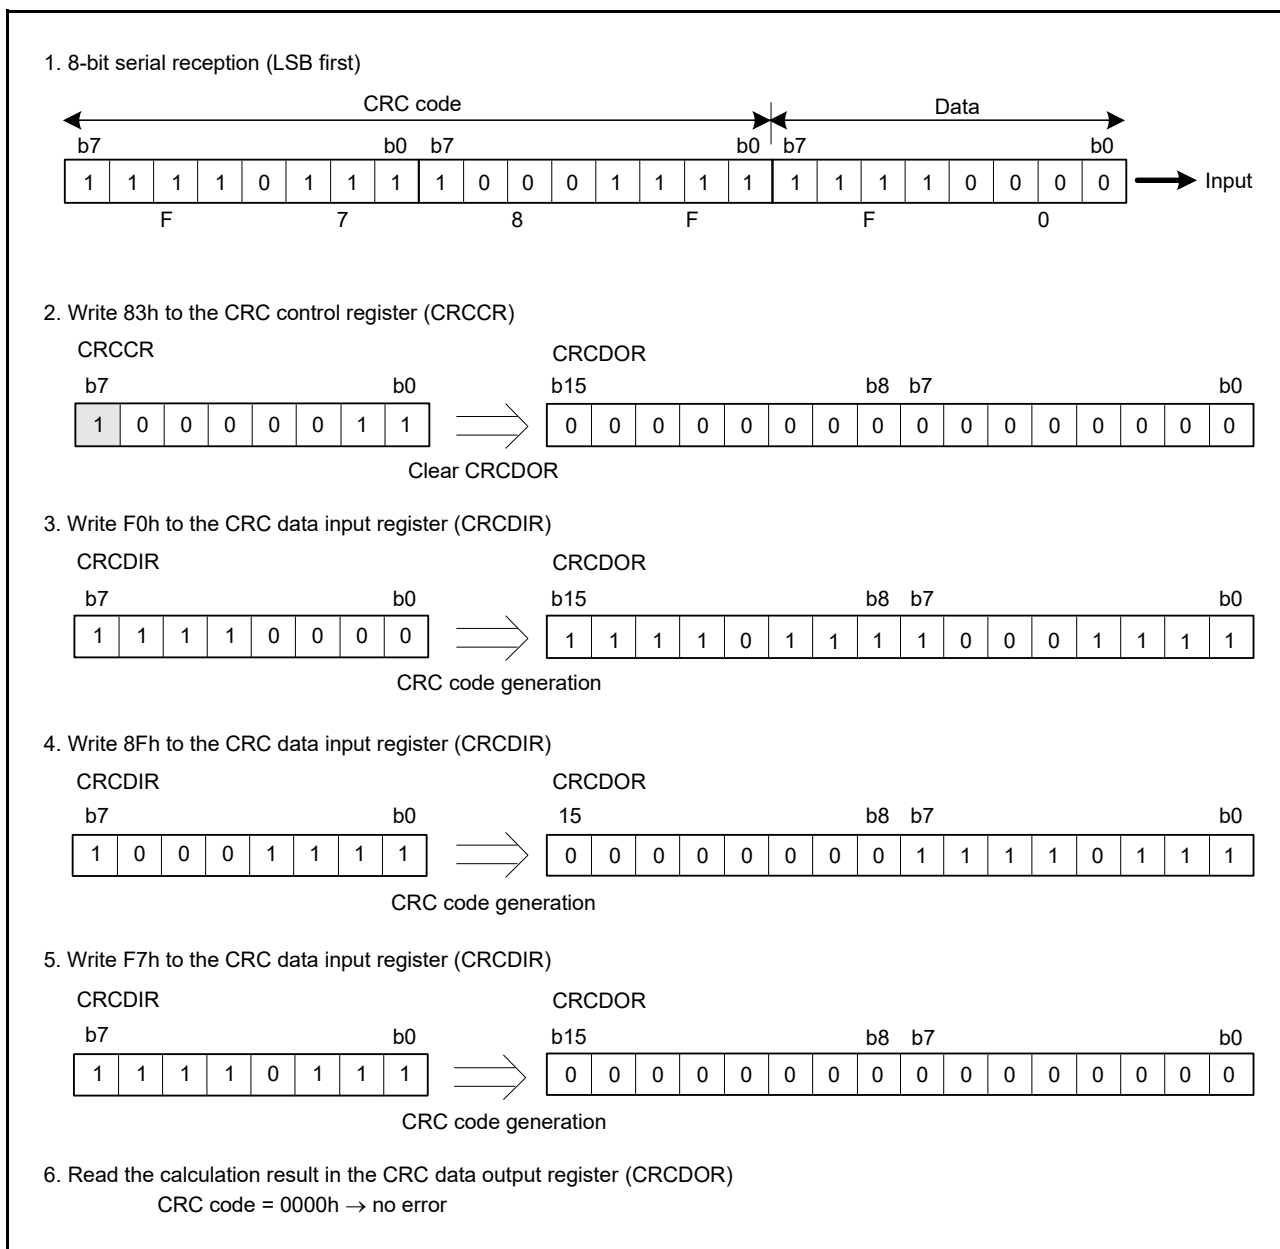 1. 8-bit serial reception (LSB first)
CRC code Data
b7 b0 b7 b0 b7 b0
1 1 1 1 0 1 1 1 1 0 0 0 1 1 1 1 1 1 1 1 0 0 0 0 Input
F 7 8 F F 0
2. Write 83h to the CRC control register (CRCCR)
CRCCR CRCDOR
b7 b0 b15 b8 b7 b0
1 0 0 0 0 0 1 1 0 0 0 0 0 0 0 0 0 0 0 0 0 0 0 0
Clear CRCDOR
3. Write F0h to the CRC data input register (CRCDIR)
CRCDIR CRCDOR
b7 b0 b15 b8 b7 b0
1 1 1 1 0 0 0 0 1 1 1 1 0 1 1 1 1 0 0 0 1 1 1 1
CRC code generation
4. Write 8Fh to the CRC data input register (CRCDIR)
CRCDIR CRCDOR
b7 b0 15 b8 b7 b0
1 0 0 0 1 1 1 1 0 0 0 0 0 0 0 0 1 1 1 1 0 1 1 1
CRC code generation
5. Write F7h to the CRC data input register (CRCDIR)
CRCDIR CRCDOR
b7 b0 b15 b8 b7 b0
1 1 1 1 0 1 1 1 0 0 0 0 0 0 0 0 0 0 0 0 0 0 0 0
CRC code generation
6. Read the calculation result in the CRC data output register (CRCDOR)
CRC code = 0000h → no error